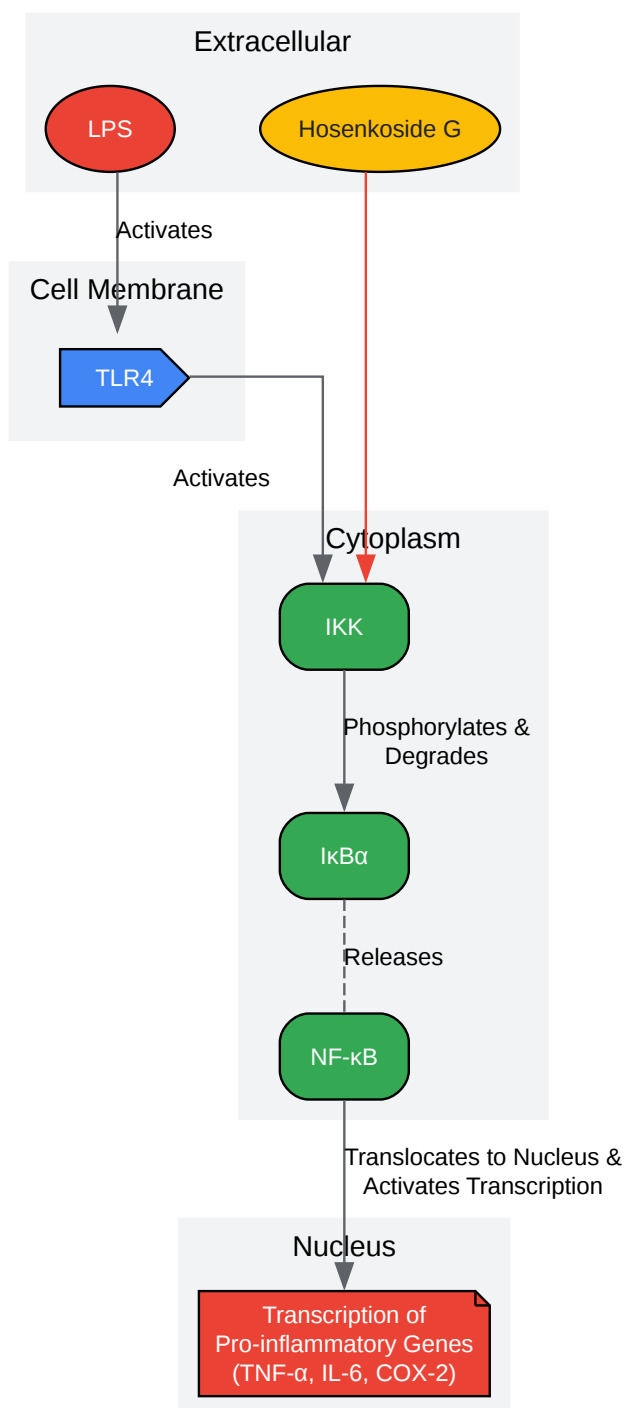 Extracellular
LPS
Hosenkoside G
Activates
Cell Membrane
TLR4
Activates
Cytoplasm
IKK
Phosphorylates &
Degrades
IκBα
Releases
NF-κB
Translocates to Nucleus &
Activates Transcription
Nucleus
Transcription of
Pro-inflammatory Genes
(TNF-α, IL-6, COX-2)